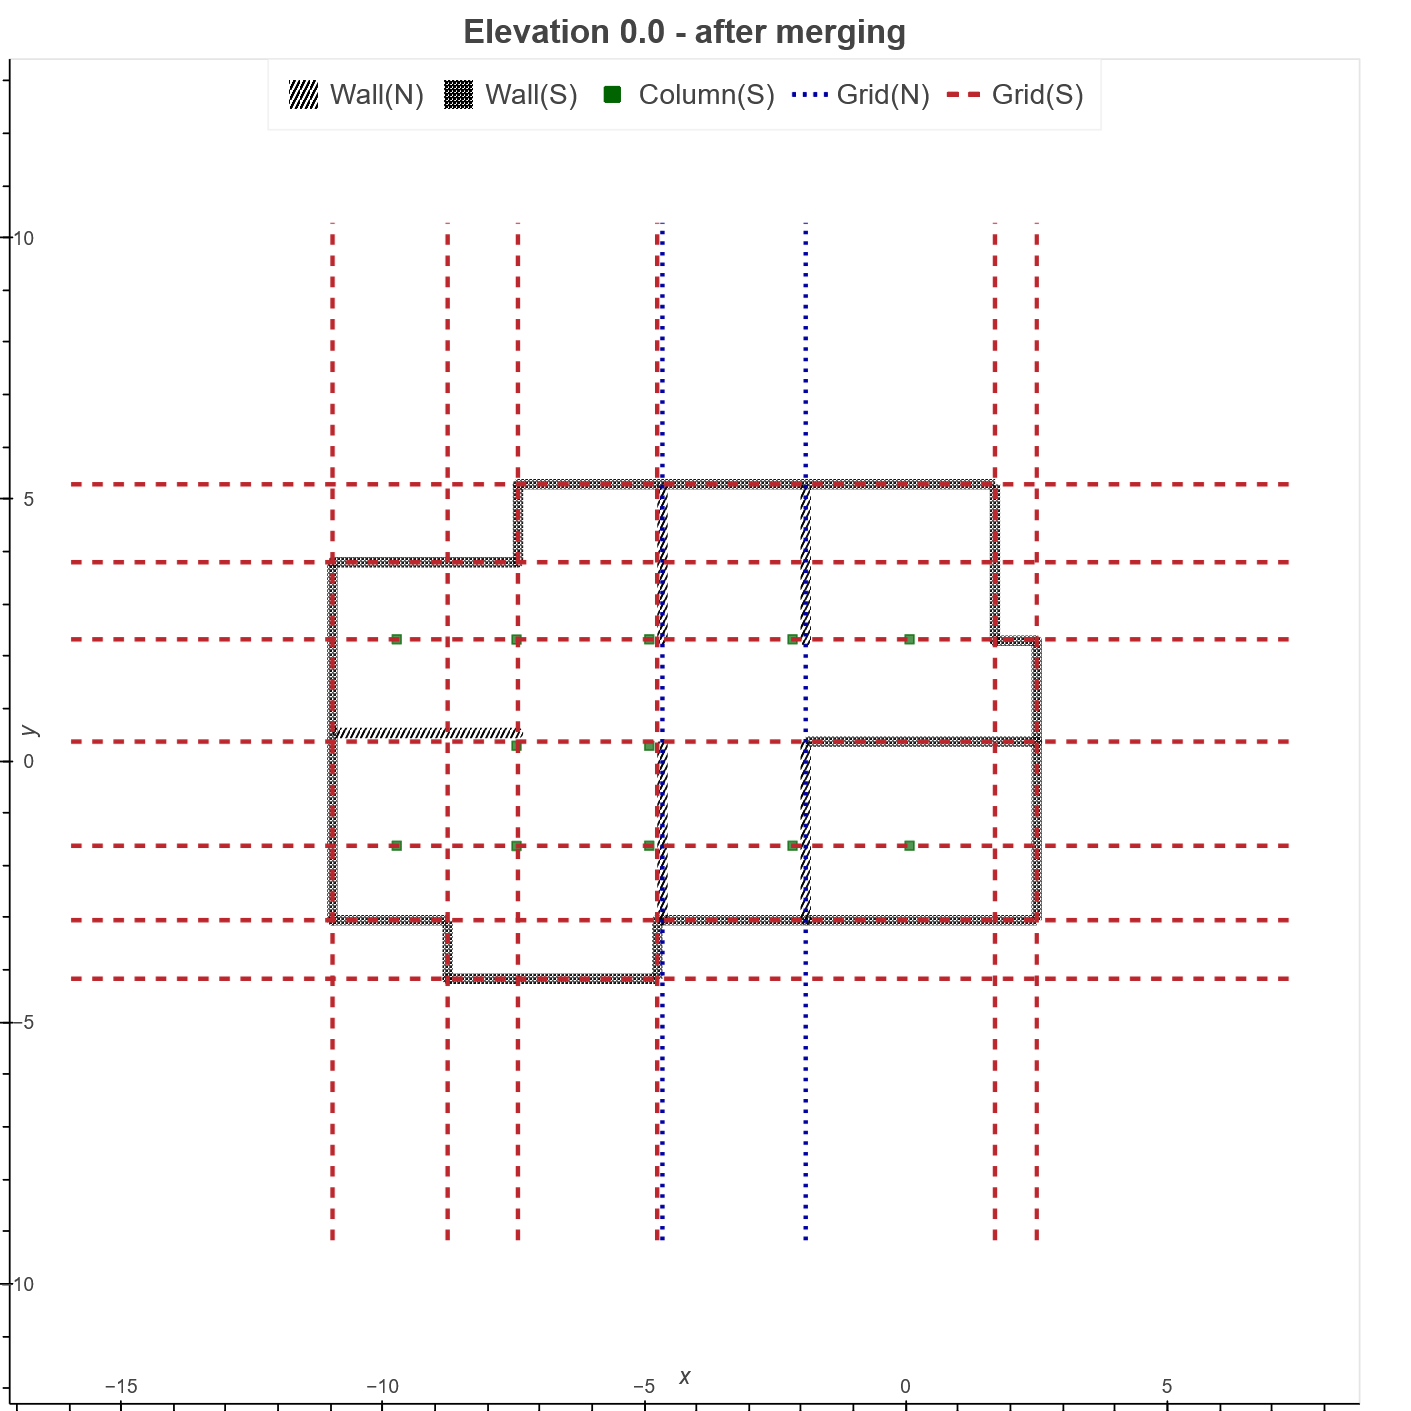 Elevation 0.0 - after merging
Wall(N) Wall(S) Column(S) Grid(N) Grid(S)
10
5
y
0
−5
10
x
−15 −10 −5 0 5